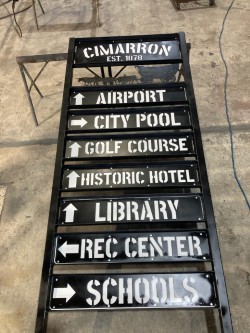 CIMARRON
EST. 1878
AIRPORT
CITY POOL
GOLF COURSE
HISTORIC HOTEL
LIBRARY
REC CENTER
SCHOOLS